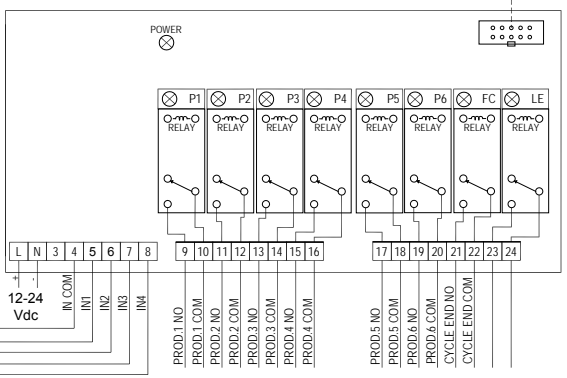 POWER
P1 P2 P3 P4 P5 P6 FC LE
RELAY RELAY RELAY RELAY RELAY RELAY RELAY RELAY
L N 3 4 5 6 7 8
9 10 11 12 13 14 15 16
17 18 19 20 21 22 23 24
+ -
12-24
Vdc
IN COM
IN1
IN2
IN3
IN4
PROD.1 NO
PROD.1 COM
PROD.2 NO
PROD.2 COM
PROD.3 NO
PROD.3 COM
PROD.4 NO
PROD.4 COM
PROD.5 NO
PROD.5 COM
PROD.6 NO
PROD.6 COM
CYCLE END NO
CYCLE END COM